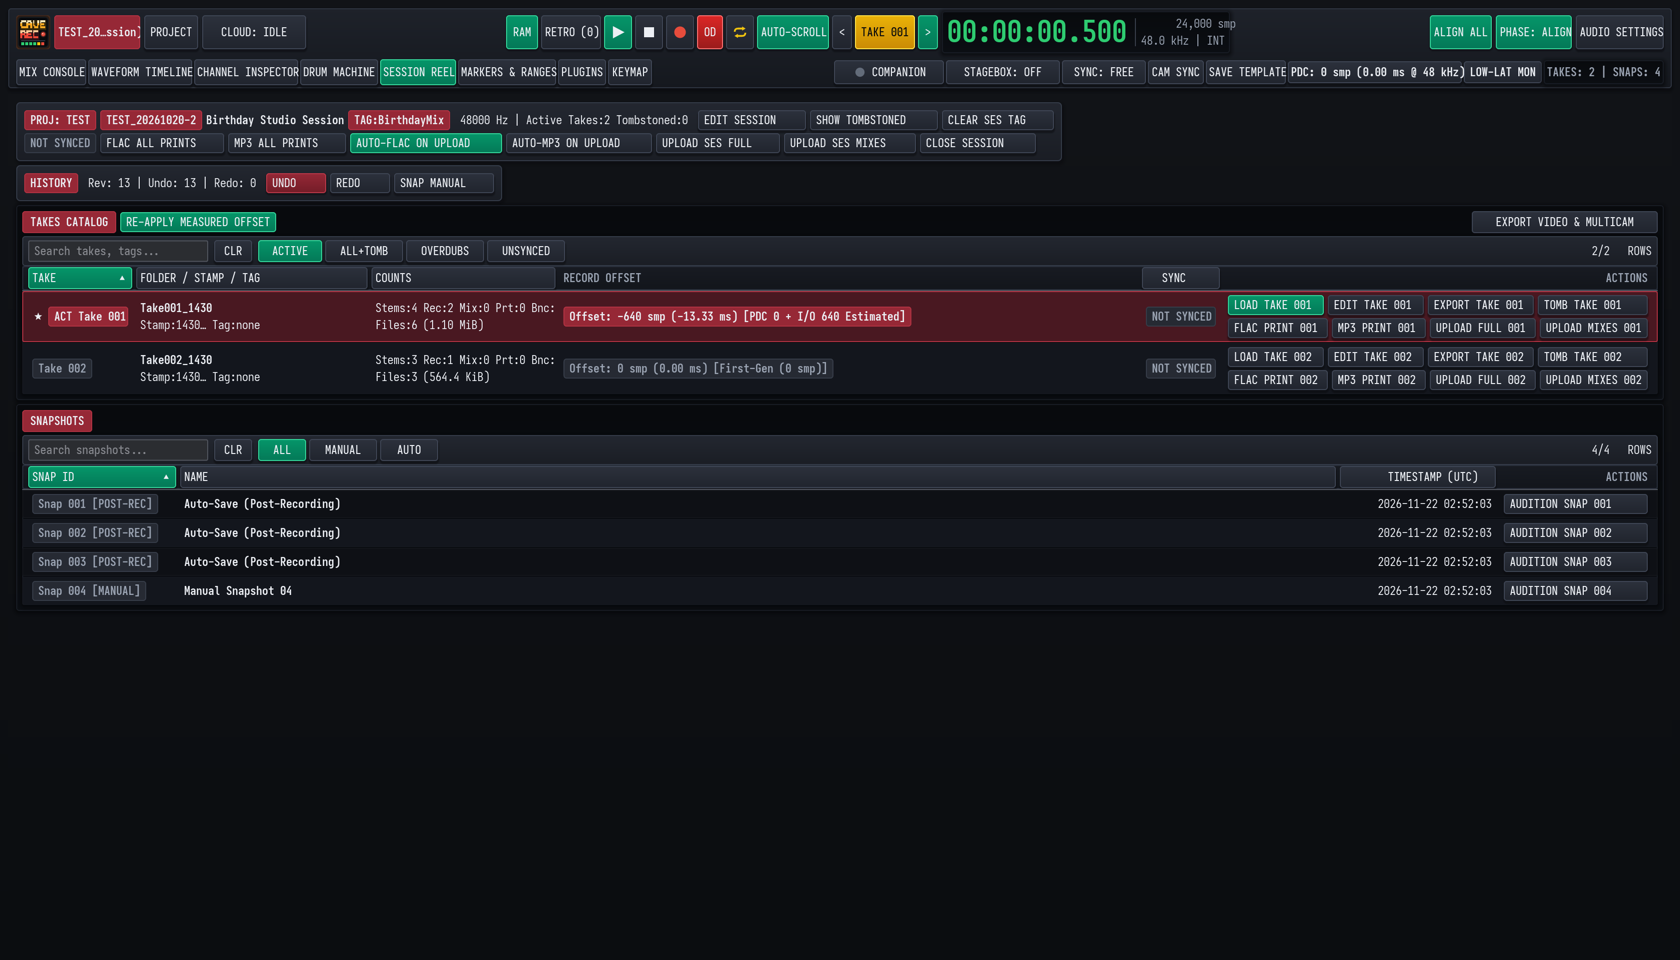 CAVE REC TEST_20…ssion] PROJECT CLOUD: IDLE RAM RETRO (0) OD AUTO-SCROLL < TAKE 001 > 00:00:00.500 24,000 smp ALIGN ALL PHASE: ALIGN AUDIO SETTINGS
48.0 kHz | INT
MIX CONSOLE WAVEFORM TIMELINE CHANNEL INSPECTOR DRUM MACHINE SESSION REEL MARKERS & RANGES PLUGINS KEYMAP COMPANION STAGEBOX: OFF SYNC: FREE CAM SYNC SAVE TEMPLATE PDC: 0 smp (0.00 ms @ 48 kHz) LOW-LAT MON TAKES: 2 | SNAPS: 4
PROJ: TEST TEST_20261020-2 Birthday Studio Session TAG:BirthdayMix 48000 Hz | Active Takes:2 Tombstoned:0 EDIT SESSION SHOW TOMBSTONED CLEAR SES TAG
NOT SYNCED FLAC ALL PRINTS MP3 ALL PRINTS AUTO-FLAC ON UPLOAD AUTO-MP3 ON UPLOAD UPLOAD SES FULL UPLOAD SES MIXES CLOSE SESSION
HISTORY Rev: 13 | Undo: 13 | Redo: 0 UNDO REDO SNAP MANUAL
TAKES CATALOG RE-APPLY MEASURED OFFSET EXPORT VIDEO & MULTICAM
Search takes, tags... CLR ACTIVE ALL+TOMB OVERDUBS UNSYNCED 2/2 ROWS
TAKE ▲ FOLDER / STAMP / TAG COUNTS RECORD OFFSET SYNC ACTIONS
★ ACT Take 001 Take001_1430 Stems:4 Rec:2 Mix:0 Prt:0 Bnc: Offset: -640 smp (-13.33 ms) [PDC 0 + I/O 640 Estimated] NOT SYNCED LOAD TAKE 001 EDIT TAKE 001 EXPORT TAKE 001 TOMB TAKE 001
Stamp:1430… Tag:none Files:6 (1.10 MiB) FLAC PRINT 001 MP3 PRINT 001 UPLOAD FULL 001 UPLOAD MIXES 001
Take 002 Take002_1430 Stems:3 Rec:1 Mix:0 Prt:0 Bnc: Offset: 0 smp (0.00 ms) [First-Gen (0 smp)] NOT SYNCED LOAD TAKE 002 EDIT TAKE 002 EXPORT TAKE 002 TOMB TAKE 002
Stamp:1430… Tag:none Files:3 (564.4 KiB) FLAC PRINT 002 MP3 PRINT 002 UPLOAD FULL 002 UPLOAD MIXES 002
SNAPSHOTS
Search snapshots... CLR ALL MANUAL AUTO 4/4 ROWS
SNAP ID ▲ NAME TIMESTAMP (UTC) ACTIONS
Snap 001 [POST-REC] Auto-Save (Post-Recording) 2026-11-22 02:52:03 AUDITION SNAP 001
Snap 002 [POST-REC] Auto-Save (Post-Recording) 2026-11-22 02:52:03 AUDITION SNAP 002
Snap 003 [POST-REC] Auto-Save (Post-Recording) 2026-11-22 02:52:03 AUDITION SNAP 003
Snap 004 [MANUAL] Manual Snapshot 04 2026-11-22 02:52:03 AUDITION SNAP 004